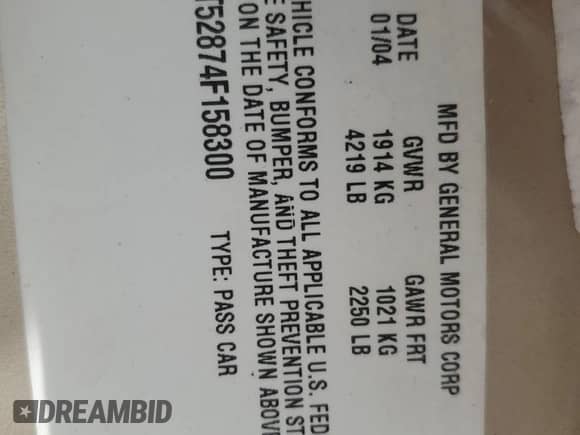 MFD BY GENERAL MOTORS CORP
DATE GVWR GAWR FRT
01/04 1914 KG 1021 KG
4219 LB 2250 LB
HICLE CONFORMS TO ALL APPLICABLE U.S. FED
E SAFETY, BUMPER, AND THEFT PREVENTION ST
ON THE DATE OF MANUFACTURE SHOWN ABOVE
T52874F158300 TYPE: PASS CAR
DREAMBID